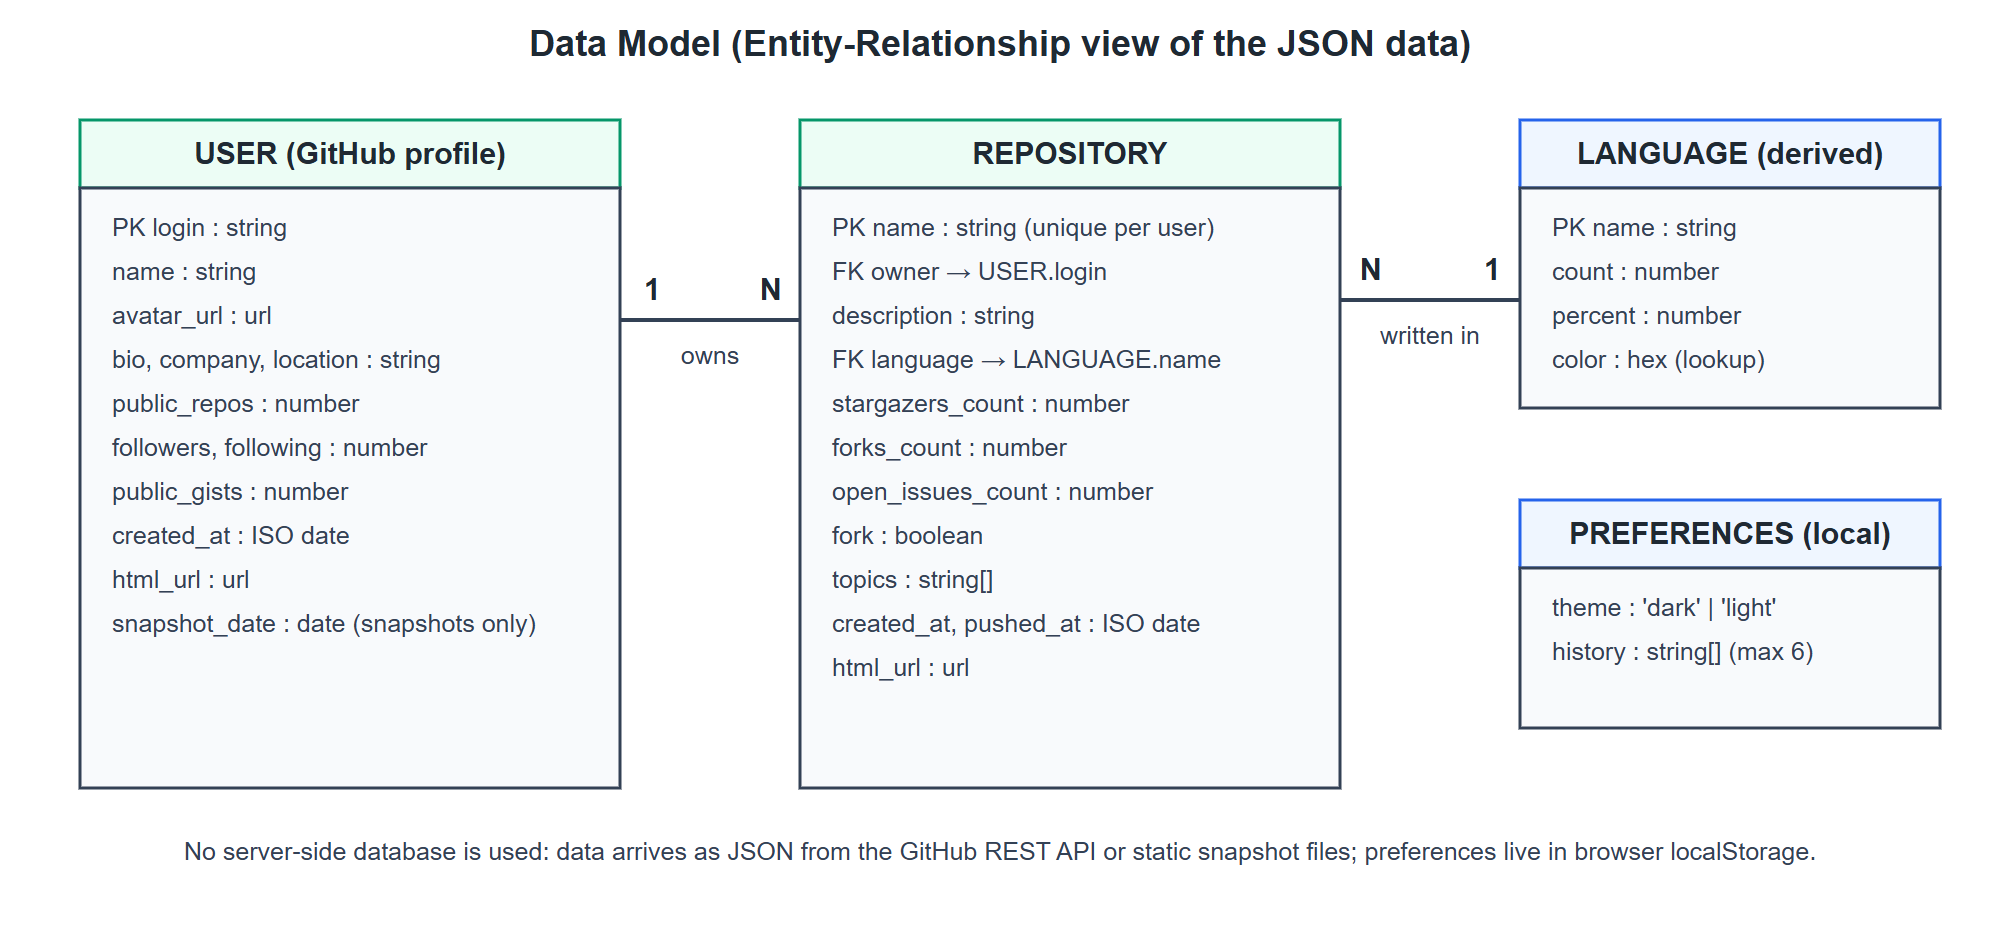 Data Model (Entity-Relationship view of the JSON data)
USER (GitHub profile)
PK login : string
name : string
avatar_url : url
bio, company, location : string
public_repos : number
followers, following : number
public_gists : number
created_at : ISO date
html_url : url
snapshot_date : date (snapshots only)
1
N
owns
REPOSITORY
PK name : string (unique per user)
FK owner → USER.login
description : string
FK language → LANGUAGE.name
stargazers_count : number
forks_count : number
open_issues_count : number
fork : boolean
topics : string[]
created_at, pushed_at : ISO date
html_url : url
N
1
written in
LANGUAGE (derived)
PK name : string
count : number
percent : number
color : hex (lookup)
PREFERENCES (local)
theme : 'dark' | 'light'
history : string[] (max 6)
No server-side database is used: data arrives as JSON from the GitHub REST API or static snapshot files; preferences live in browser localStorage.